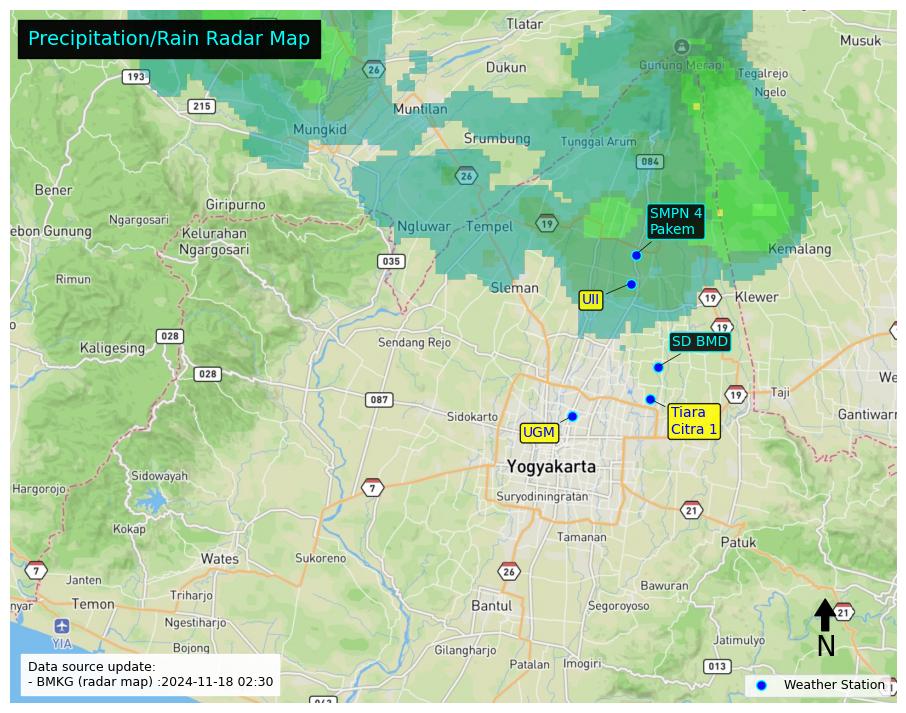 Precipitation/Rain Radar Map
Tlatar
Musuk
Dukun
Gunung Merapi
Tegalrejo
Ngelo
26
193
215
Muntilan
Mungkid
Srumbung
Tunggal Arum
084
26
Bener
Giripurno
Ngargosari
Kelurahan
Ngargosari
ebon Gunung
Ngluwar
Tempel
19
SMPN 4
Pakem
Kemalang
035
Rimun
Sleman
UII
19
Klewer
19
028
Kaligesing
Sendang Rejo
SD BMD
028
087
19
Taji
We
Gantiwarn
Sidokarto
Tiara
Citra 1
UGM
Yogyakarta
Sidowayah
Hargorojo
7
Suryodiningratan
21
Kokap
Tamanan
Patuk
Wates
Sukoreno
7
26
Janten
Bawuran
Triharjo
nyar
Temon
Bantul
Segoroyoso
21
Ngestiharjo
YIA
Bojong
Gilangharjo
Jatimulyo
N
Patalan
Imogiri
013
Data source update:
- BMKG (radar map) :2024-11-18 02:30
Weather Station